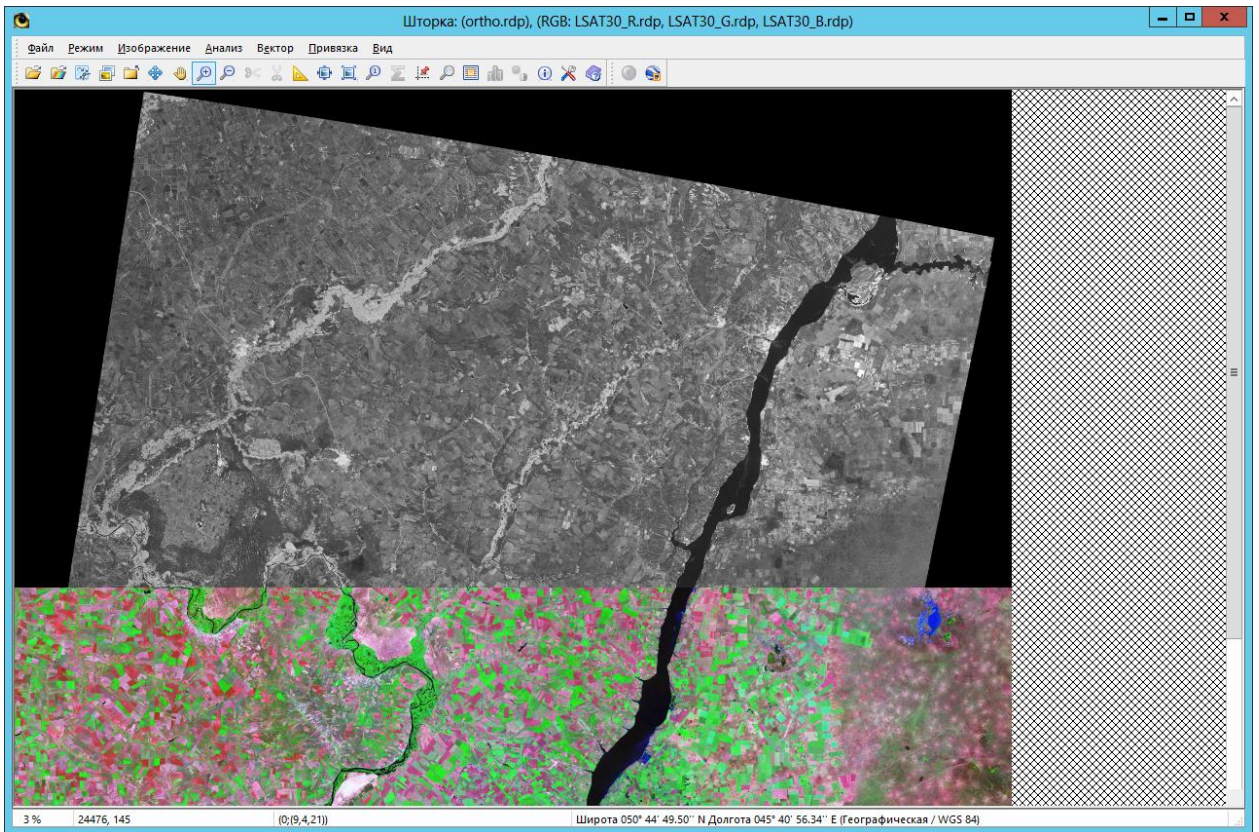 Шторка: (ortho.rdp), (RGB: LSAT30_R.rdp, LSAT30_G.rdp, LSAT30_B.rdp)
Файл Режим Изображение Анализ Вектор Привязка Вид
3 % 24476, 145 (0;(9,4,21)) Широта 050° 44' 49.50'' N Долгота 045° 40' 56.34'' E (Географическая / WGS 84)